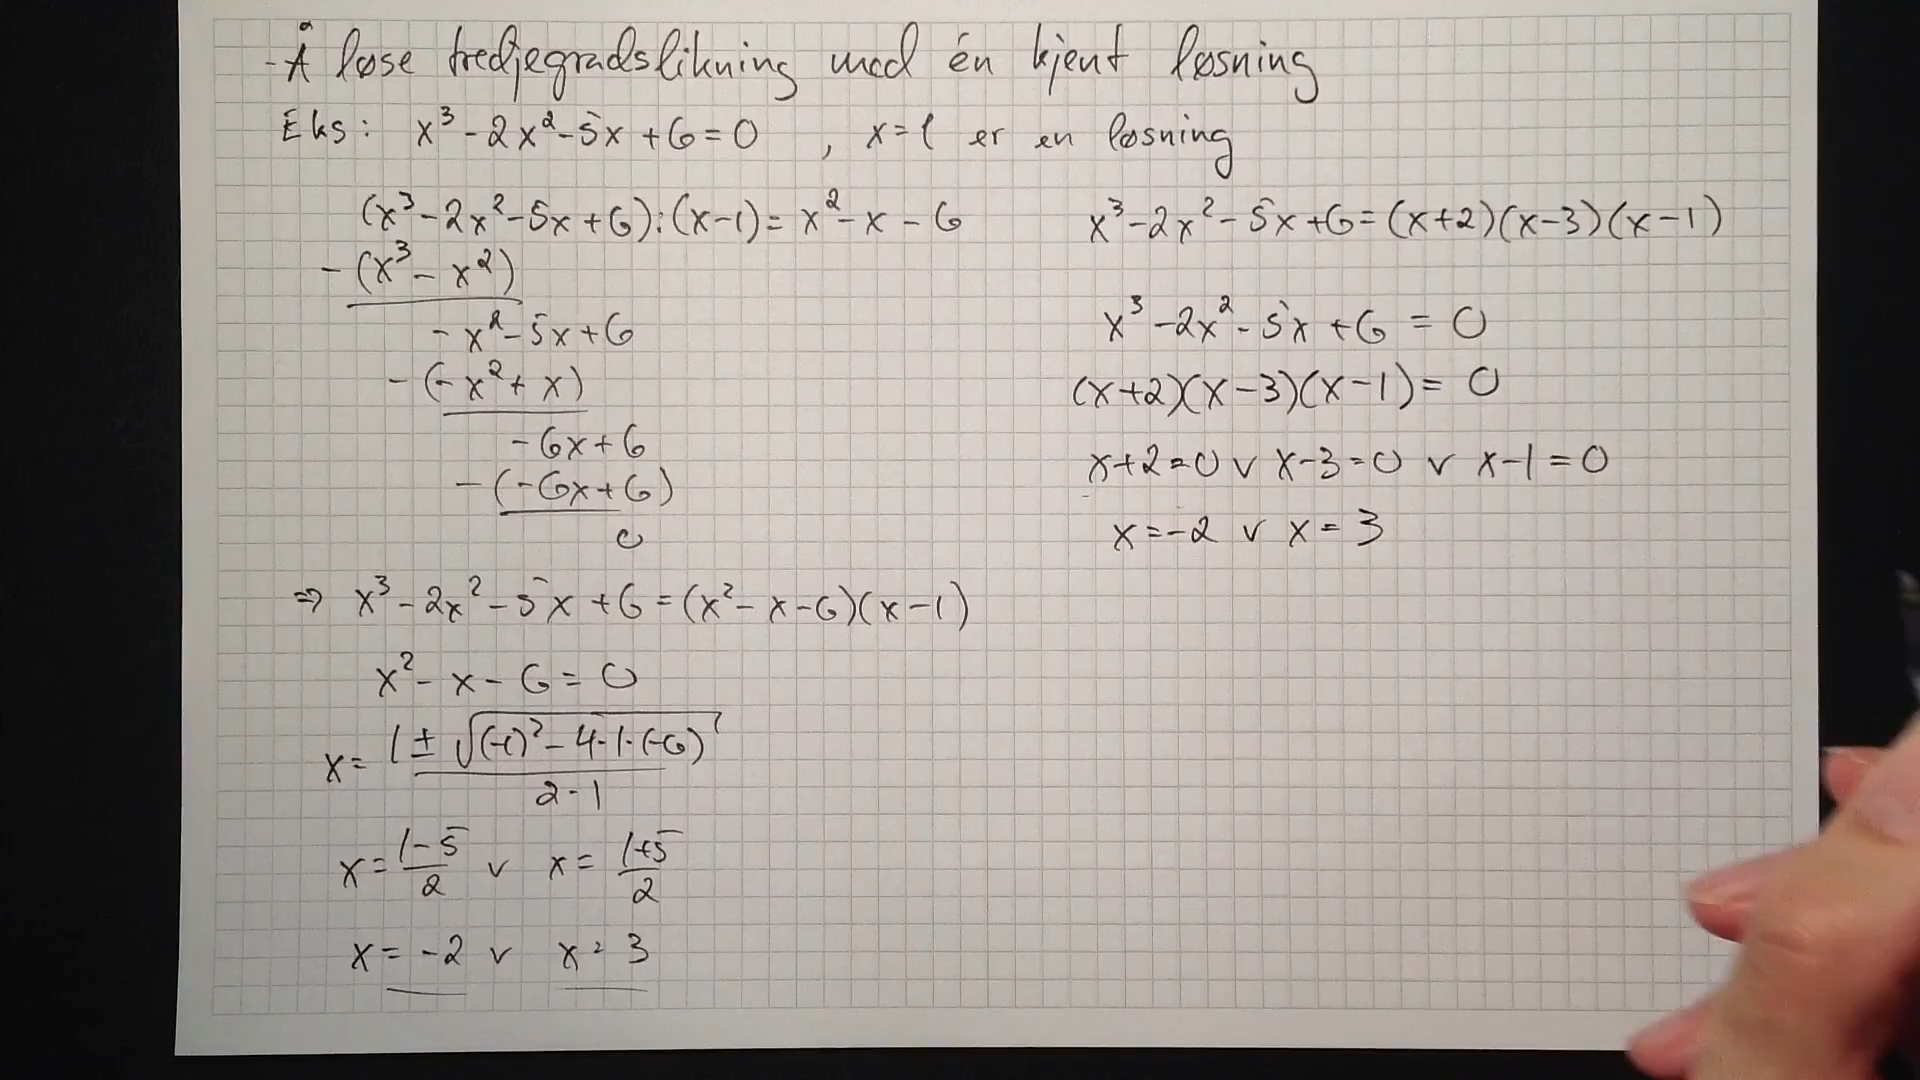 - Å løse tredjegradslikning med én kjent løsning
Eks: x³ - 2x² - 5x + 6 = 0 , x = 1 er en løsning
(x³ - 2x² - 5x + 6) : (x - 1) = x² - x - 6
- (x³ - x²)
- x² - 5x + 6
- (- x² + x)
- 6x + 6
- (- 6x + 6)
0
⇒ x³ - 2x² - 5x + 6 = (x² - x - 6)(x - 1)
x² - x - 6 = 0
x = (1 ± √((-1)² - 4·1·(-6))) / (2·1)
x = (1 - 5)/2 ∨ x = (1 + 5)/2
x = -2 ∨ x = 3
x³ - 2x² - 5x + 6 = (x + 2)(x - 3)(x - 1)
x³ - 2x² - 5x + 6 = 0
(x + 2)(x - 3)(x - 1) = 0
x + 2 = 0 ∨ x - 3 = 0 ∨ x - 1 = 0
x = -2 ∨ x = 3